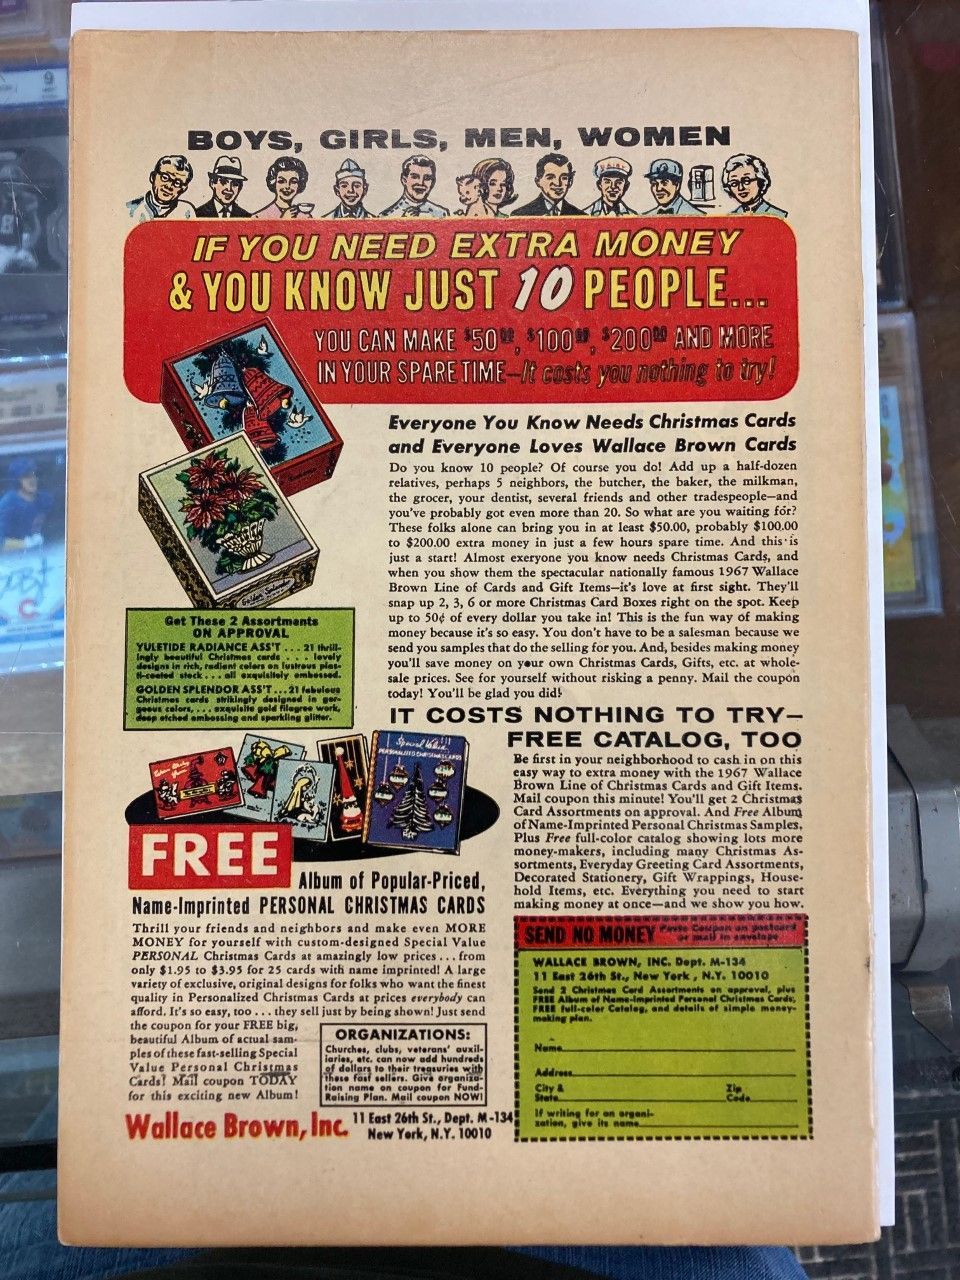 BOYS, GIRLS, MEN, WOMEN
IF YOU NEED EXTRA MONEY
& YOU KNOW JUST 10 PEOPLE...
YOU CAN MAKE $50.00, $100.00, $200.00 AND MORE
IN YOUR SPARE TIME—It costs you nothing to try!
Everyone You Know Needs Christmas Cards
and Everyone Loves Wallace Brown Cards
Do you know 10 people? Of course you do! Add up a half-dozen
relatives, perhaps 5 neighbors, the butcher, the baker, the milkman,
the grocer, your dentist, several friends and other tradespeople—and
you've probably got even more than 20. So what are you waiting for?
These folks alone can bring you in at least $50.00, probably $100.00
to $200.00 extra money in just a few hours spare time. And this is
just a start! Almost exeryone you know needs Christmas Cards, and
when you show them the spectacular nationally famous 1967 Wallace
Brown Line of Cards and Gift Items—it's love at first sight. They'll
snap up 2, 3, 6 or more Christmas Card Boxes right on the spot. Keep
up to 50¢ of every dollar you take in! This is the fun way of making
money because it's so easy. You don't have to be a salesman because we
send you samples that do the selling for you. And, besides making money
you'll save money on your own Christmas Cards, Gifts, etc. at whole-
sale prices. See for yourself without risking a penny. Mail the coupon
today! You'll be glad you did!
Get These 2 Assortments
ON APPROVAL
YULETIDE RADIANCE ASS'T ... 21 thrill-
ingly beautiful Christmas cards .... lovely
designs in rich, radiant colors on lustrous plas-
ti-coated stock ... all exquisitely embossed.
GOLDEN SPLENDOR ASS'T...21 fabulous
Christmas cards strikingly designed in gor-
geous colors, ... exquisite gold filogree work,
deep etched embossing and sparkling glitter.
IT COSTS NOTHING TO TRY—
FREE CATALOG, TOO
Be first in your neighborhood to cash in on this
easy way to extra money with the 1967 Wallace
Brown Line of Christmas Cards and Gift Items.
Mail coupon this minute! You'll get 2 Christmas
Card Assortments on approval. And Free Album
of Name-Imprinted Personal Christmas Samples,
Plus Free full-color catalog showing lots more
money-makers, including many Christmas As-
sortments, Everyday Greeting Card Assortments,
Decorated Stationery, Gift Wrappings, House-
hold Items, etc. Everything you need to start
making money at once—and we show you how.
Special Value
PERSONALIZED CHRISTMAS CARDS
FREE
Album of Popular-Priced,
Name-Imprinted PERSONAL CHRISTMAS CARDS
Thrill your friends and neighbors and make even MORE
MONEY for yourself with custom-designed Special Value
PERSONAL Christmas Cards at amazingly low prices ... from
only $1.95 to $3.95 for 25 cards with name imprinted! A large
variety of exclusive, original designs for folks who want the finest
quality in Personalized Christmas Cards at prices everybody can
afford. It's so easy, too ... they sell just by being shown! Just send
the coupon for your FREE big,
beautiful Album of actual sam-
ples of these fast-selling Special
Value Personal Christmas
Cards! Mail coupon TODAY
for this exciting new Album!
ORGANIZATIONS:
Churches, clubs, veterans' auxil-
iaries, etc. can now add hundreds
of dollars to their treasuries with
these fast sellers. Give organiza-
tion name on coupon for Fund-
Raising Plan. Mail coupon NOW!
Wallace Brown, Inc.
11 East 26th St., Dept. M-134
New York, N.Y. 10010
SEND NO MONEY
Paste Coupon on postcard
or mail in envelope
WALLACE BROWN, INC. Dept. M-134
11 East 26th St., New York, N.Y. 10010
Send 2 Christmas Card Assortments on approval, plus
FREE Album of Name-Imprinted Personal Christmas Cards,
FREE full-color Catalog, and details of simple money-
making plan.
Name
Address
City &
State
Zip
Code
If writing for an organi-
zation, give its name